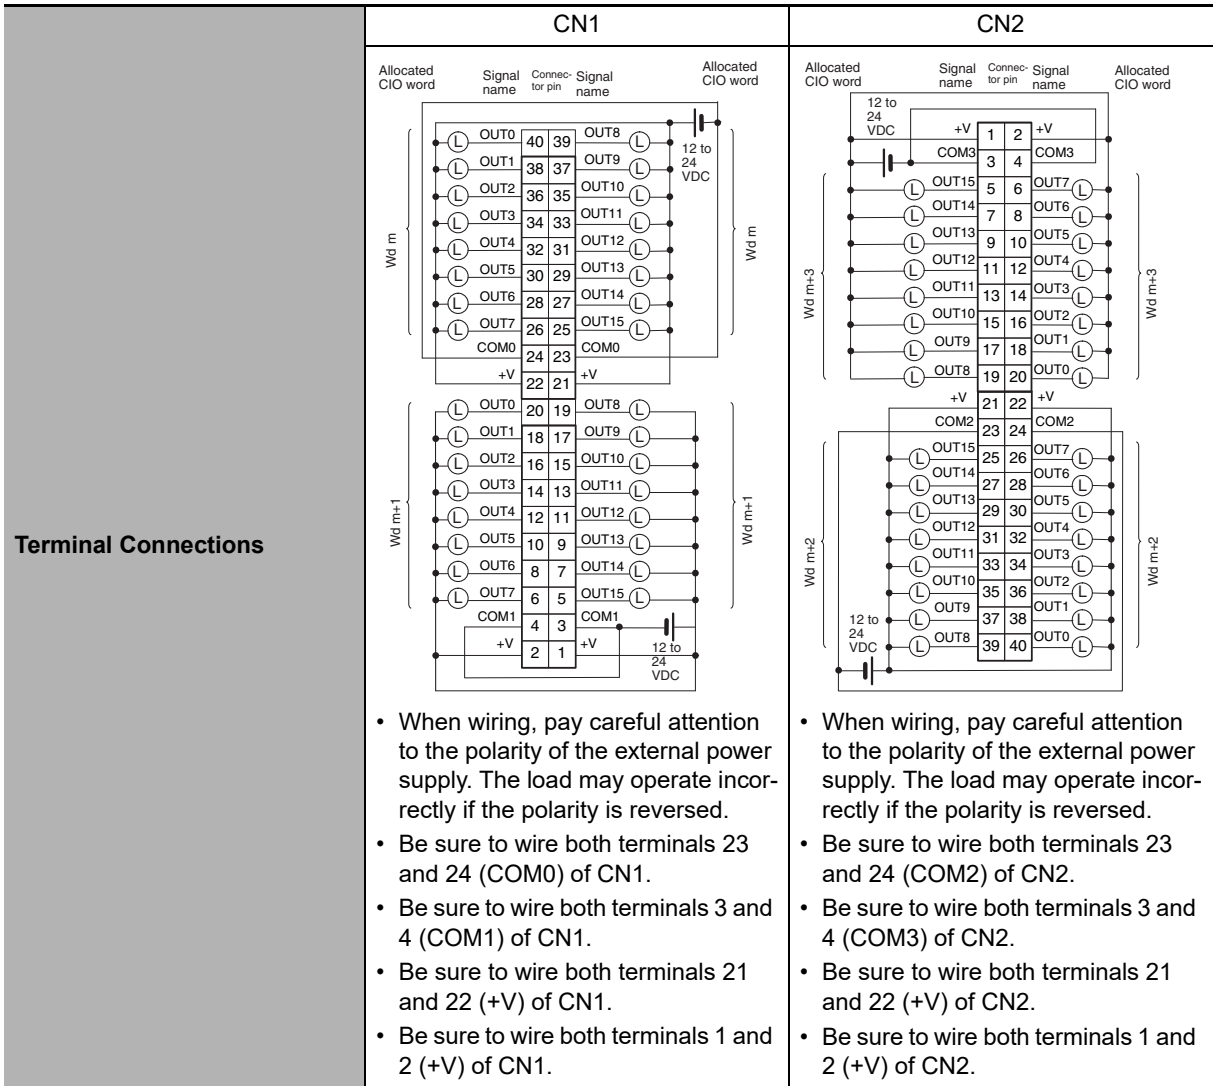 CN1
CN2
Terminal Connections
Allocated CIO word
Signal name
Connec-tor pin
Signal name
Allocated CIO word
12 to 24 VDC
Wd m
Wd m
OUT0 40 39 OUT8
OUT1 38 37 OUT9
OUT2 36 35 OUT10
OUT3 34 33 OUT11
OUT4 32 31 OUT12
OUT5 30 29 OUT13
OUT6 28 27 OUT14
OUT7 26 25 OUT15
COM0 24 23 COM0
+V 22 21 +V
Wd m+1
Wd m+1
L OUT0 20 19 OUT8 L
L OUT1 18 17 OUT9 L
L OUT2 16 15 OUT10 L
L OUT3 14 13 OUT11 L
L OUT4 12 11 OUT12 L
L OUT5 10 9 OUT13 L
L OUT6 8 7 OUT14 L
L OUT7 6 5 OUT15 L
COM1 4 3 COM1
+V 2 1 +V
12 to 24 VDC
• When wiring, pay careful attention
to the polarity of the external power
supply. The load may operate incor-
rectly if the polarity is reversed.
• Be sure to wire both terminals 23
and 24 (COM0) of CN1.
• Be sure to wire both terminals 3 and
4 (COM1) of CN1.
• Be sure to wire both terminals 21
and 22 (+V) of CN1.
• Be sure to wire both terminals 1 and
2 (+V) of CN1.
Allocated CIO word
Signal name
Connec-tor pin
Signal name
Allocated CIO word
12 to 24 VDC
+V 1 2 +V
COM3 3 4 COM3
Wd m+3
Wd m+3
L OUT15 5 6 OUT7 L
L OUT14 7 8 OUT6 L
L OUT13 9 10 OUT5 L
L OUT12 11 12 OUT4 L
L OUT11 13 14 OUT3 L
L OUT10 15 16 OUT2 L
L OUT9 17 18 OUT1 L
L OUT8 19 20 OUT0 L
+V 21 22 +V
COM2 23 24 COM2
Wd m+2
Wd m+2
L OUT15 25 26 OUT7 L
L OUT14 27 28 OUT6 L
L OUT13 29 30 OUT5 L
L OUT12 31 32 OUT4 L
L OUT11 33 34 OUT3 L
L OUT10 35 36 OUT2 L
L OUT9 37 38 OUT1 L
L OUT8 39 40 OUT0 L
12 to 24 VDC
• When wiring, pay careful attention
to the polarity of the external power
supply. The load may operate incor-
rectly if the polarity is reversed.
• Be sure to wire both terminals 23
and 24 (COM2) of CN2.
• Be sure to wire both terminals 3 and
4 (COM3) of CN2.
• Be sure to wire both terminals 21
and 22 (+V) of CN2.
• Be sure to wire both terminals 1 and
2 (+V) of CN2.